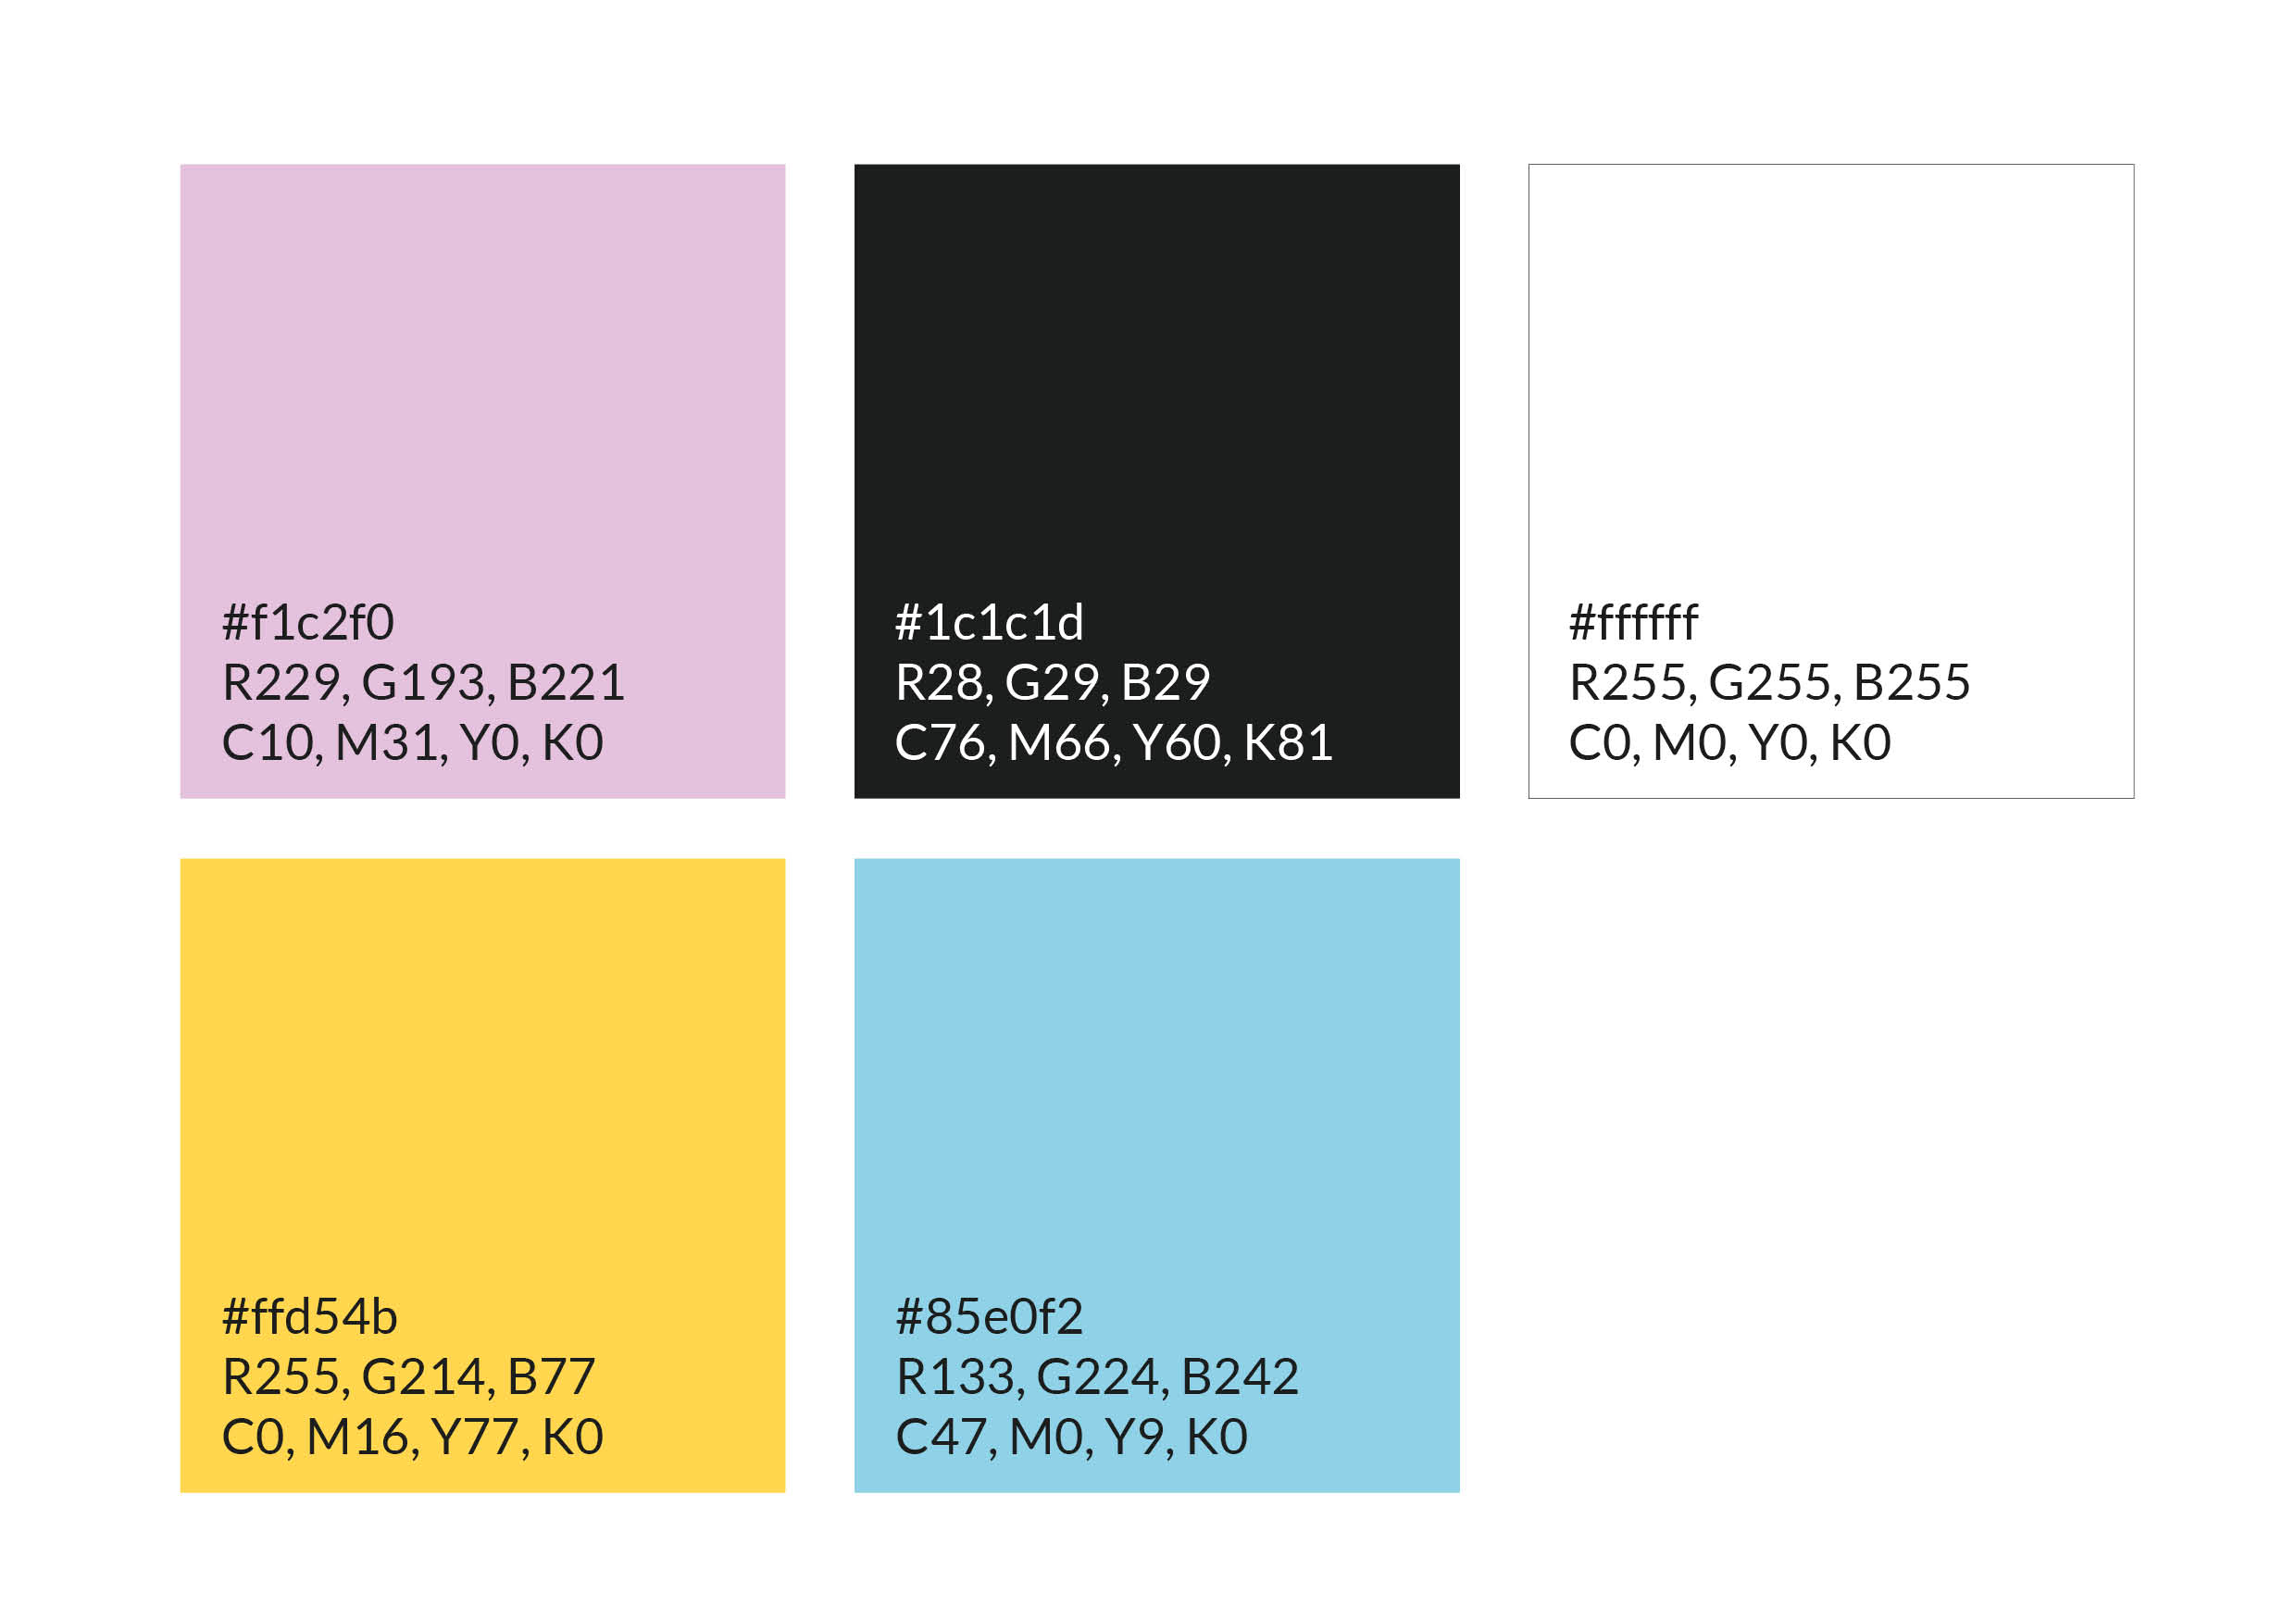 #f1c2f0
R229, G193, B221
C10, M31, Y0, K0
#1c1c1d
R28, G29, B29
C76, M66, Y60, K81
#ffffff
R255, G255, B255
C0, M0, Y0, K0
#ffd54b
R255, G214, B77
C0, M16, Y77, K0
#85e0f2
R133, G224, B242
C47, M0, Y9, K0